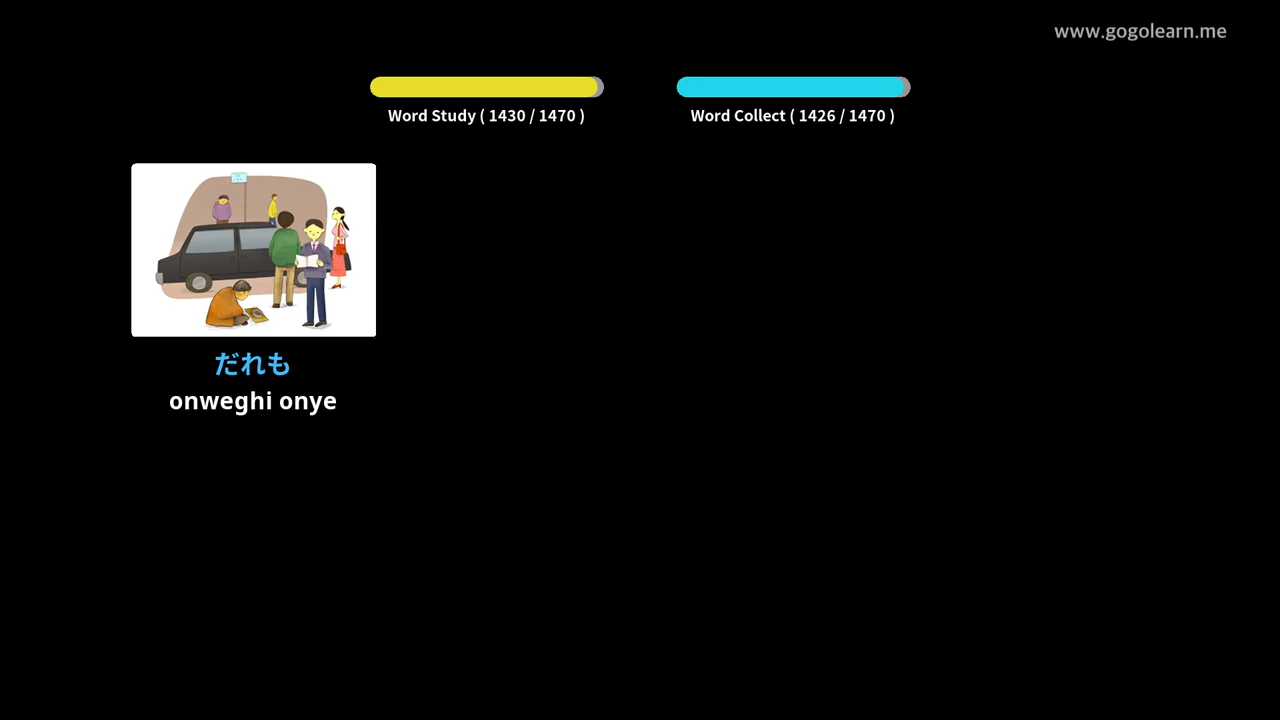 www.gogolearn.me
Word Study ( 1430 / 1470 )
Word Collect ( 1426 / 1470 )
だれも
onweghi onye